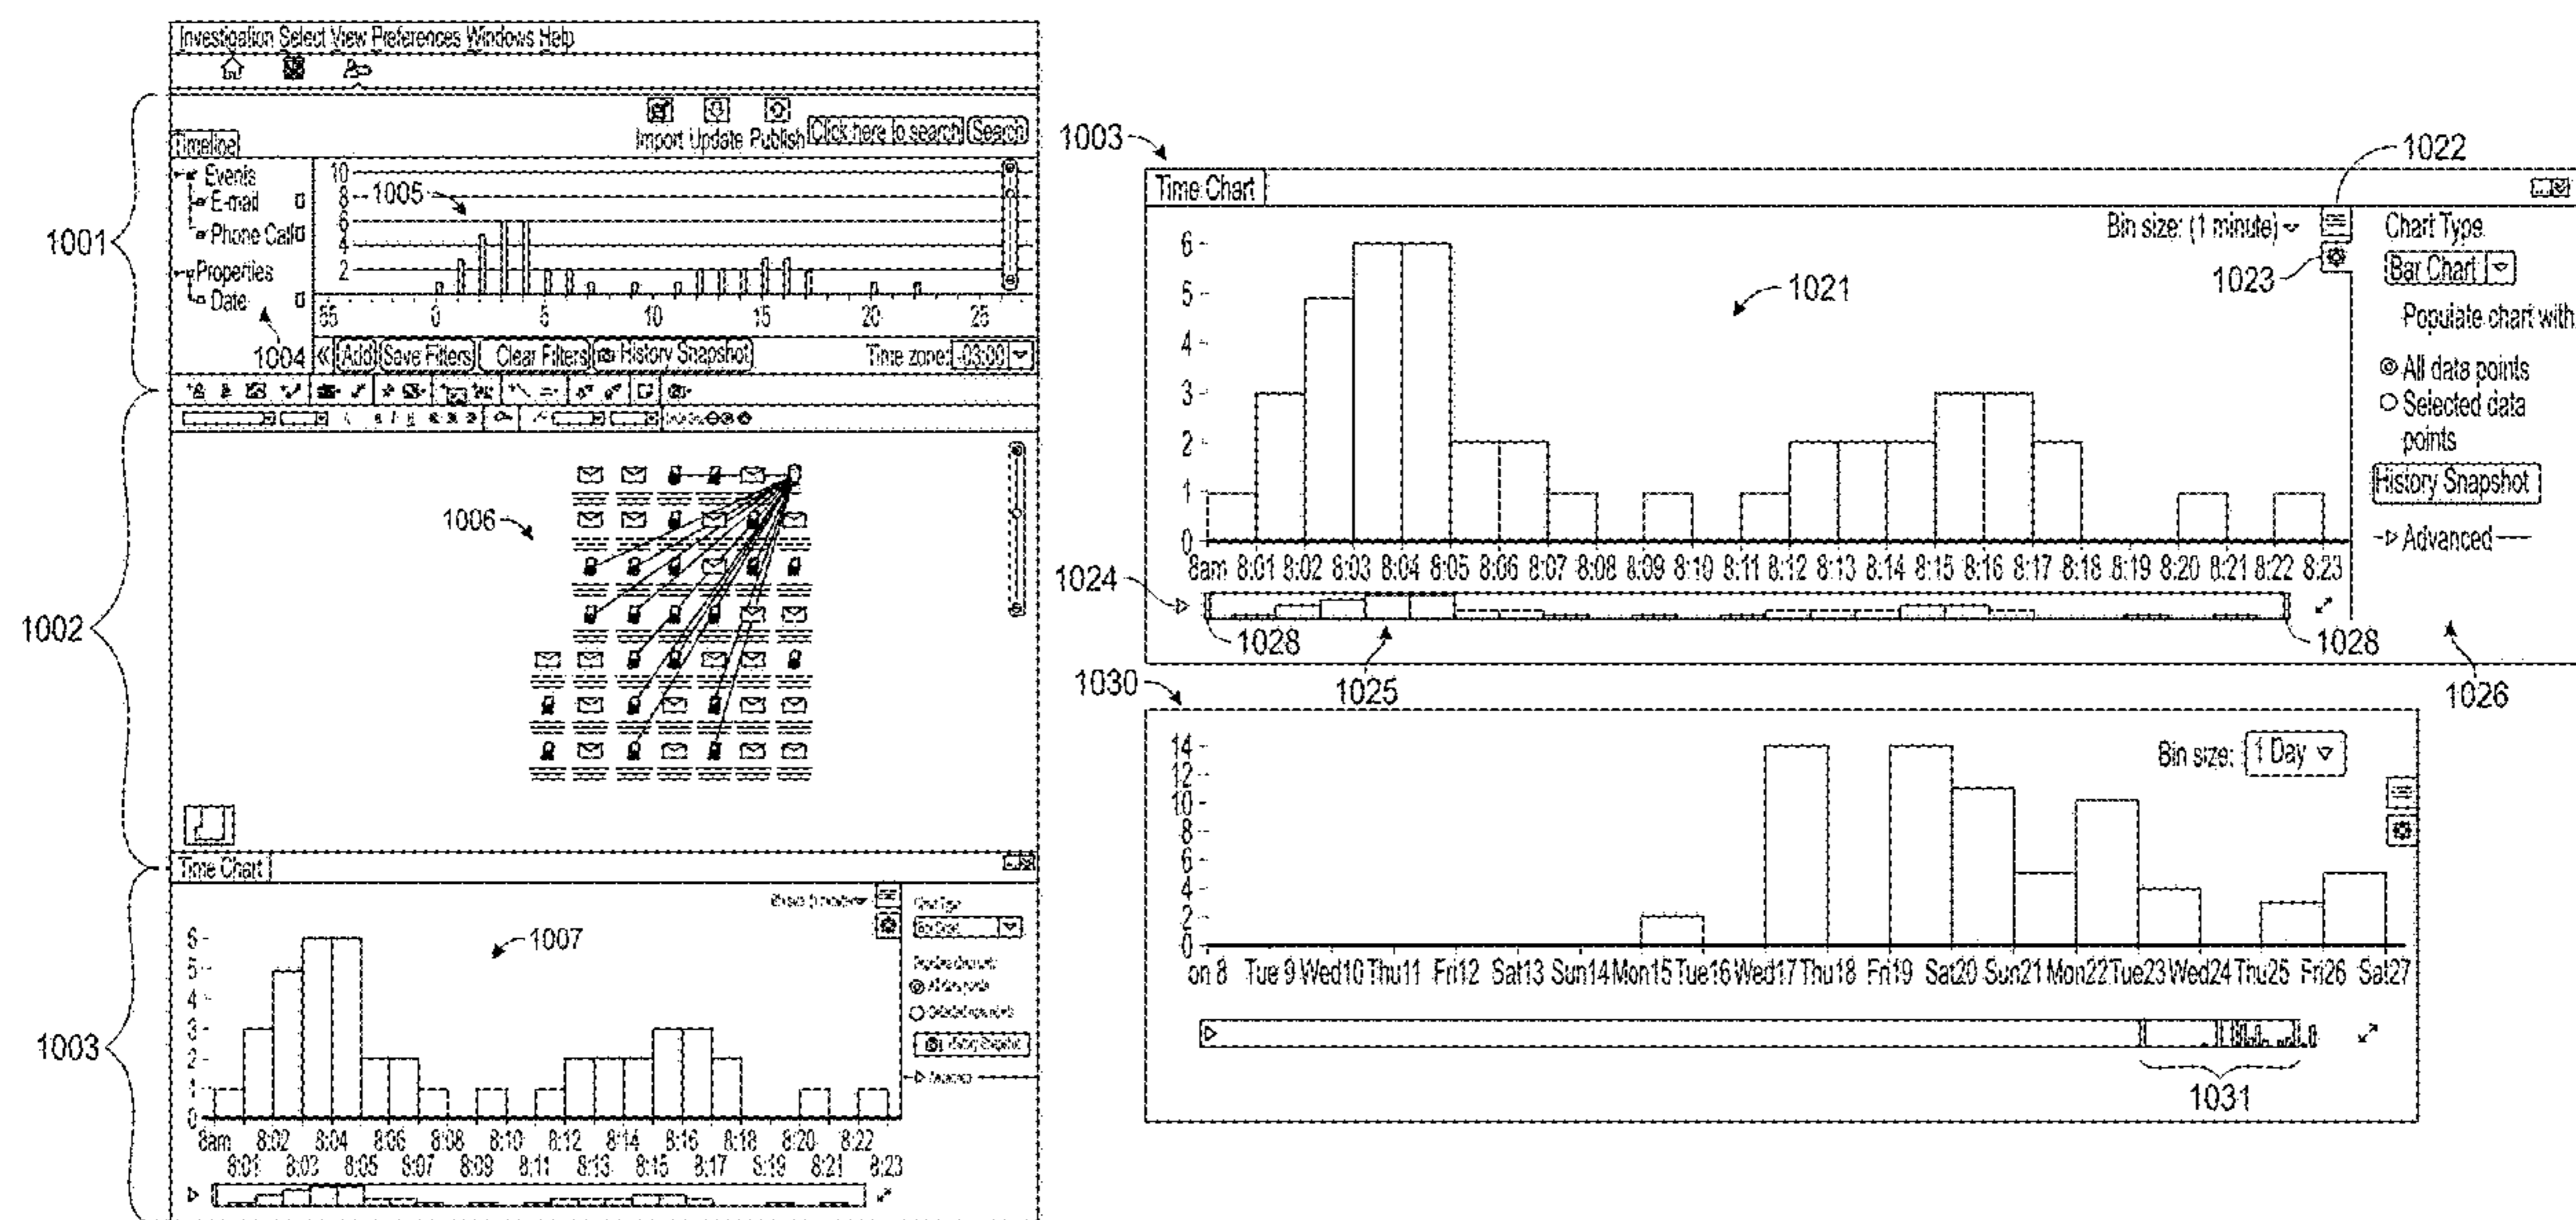 Investigation Select View Preferences Windows Help
1001
Import Update Publish Click here to search Search
Timeline
Events
E-mail
Phone Call
Properties
Date
1004
10
8
6
4
2
1005
55 0 5 10 15 20 25
Add Save Filters Clear Filters History Snapshot Time zone: -03:00
1002
1006
1003
Time Chart
1007
6
5
4
3
2
1
0
8am 8:02 8:04 8:06 8:08 8:10 8:12 8:14 8:16 8:18 8:20 8:22
8:01 8:03 8:05 8:07 8:09 8:11 8:13 8:15 8:17 8:19 8:21 8:23
1003
Time Chart
1022
Bin size: (1 minute)
1023
Chart Type
Bar Chart
Populate chart with
All data points
Selected data
points
History Snapshot
Advanced
1021
6
5
4
3
2
1
0
8am 8:01 8:02 8:03 8:04 8:05 8:06 8:07 8:08 8:09 8:10 8:11 8:12 8:13 8:14 8:15 8:16 8:17 8:18 8:19 8:20 8:21 8:22 8:23
1024
1028
1025
1028
1026
1030
Bin size: 1 Day
14
12
10
8
6
4
2
0
on 8 Tue 9 Wed10 Thu11 Fri12 Sat13 Sun14 Mon15 Tue16 Wed17 Thu18 Fri19 Sat20 Sun21 Mon22 Tue23 Wed24 Thu25 Fri26 Sat27
1031